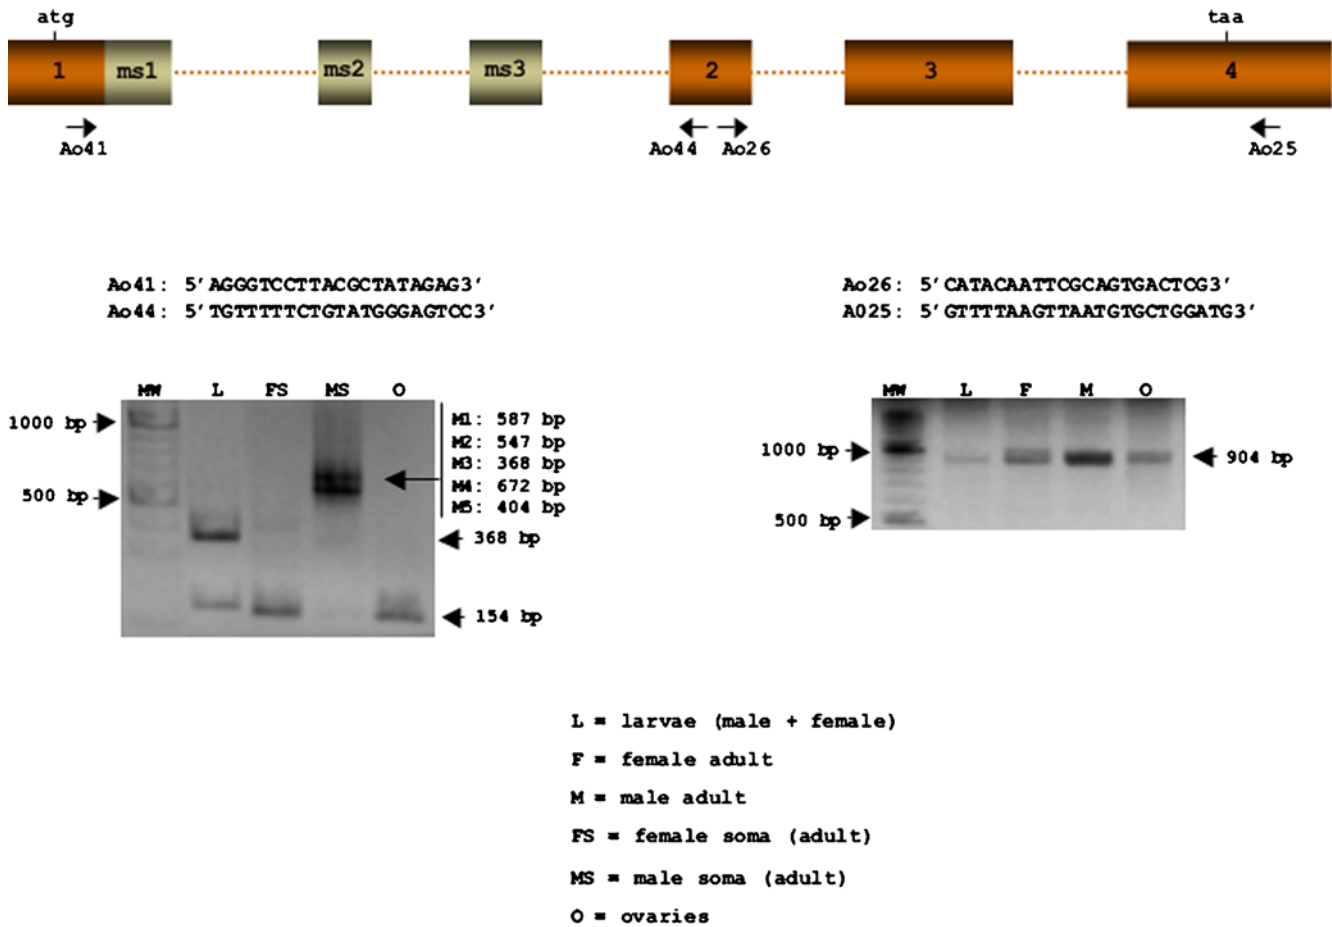 atg taa
1 ms1 ms2 ms3 2 3 4
Ao41 Ao44 Ao26 Ao25
Ao41: 5'AGGGTCCTTACGCTATAGAG3'
Ao44: 5'TGTTTTTCTGTATGGGAGTCC3'
Ao26: 5'CATACAATTCGCAGTGACTCG3'
A025: 5'GTTTTAAGTTAATGTGCTGGATG3'
MW L FS MS O
1000 bp
500 bp
M1: 587 bp
M2: 547 bp
M3: 368 bp
M4: 672 bp
M5: 404 bp
368 bp
154 bp
MW L F M O
1000 bp
500 bp
904 bp
L = larvae (male + female)
F = female adult
M = male adult
FS = female soma (adult)
MS = male soma (adult)
O = ovaries